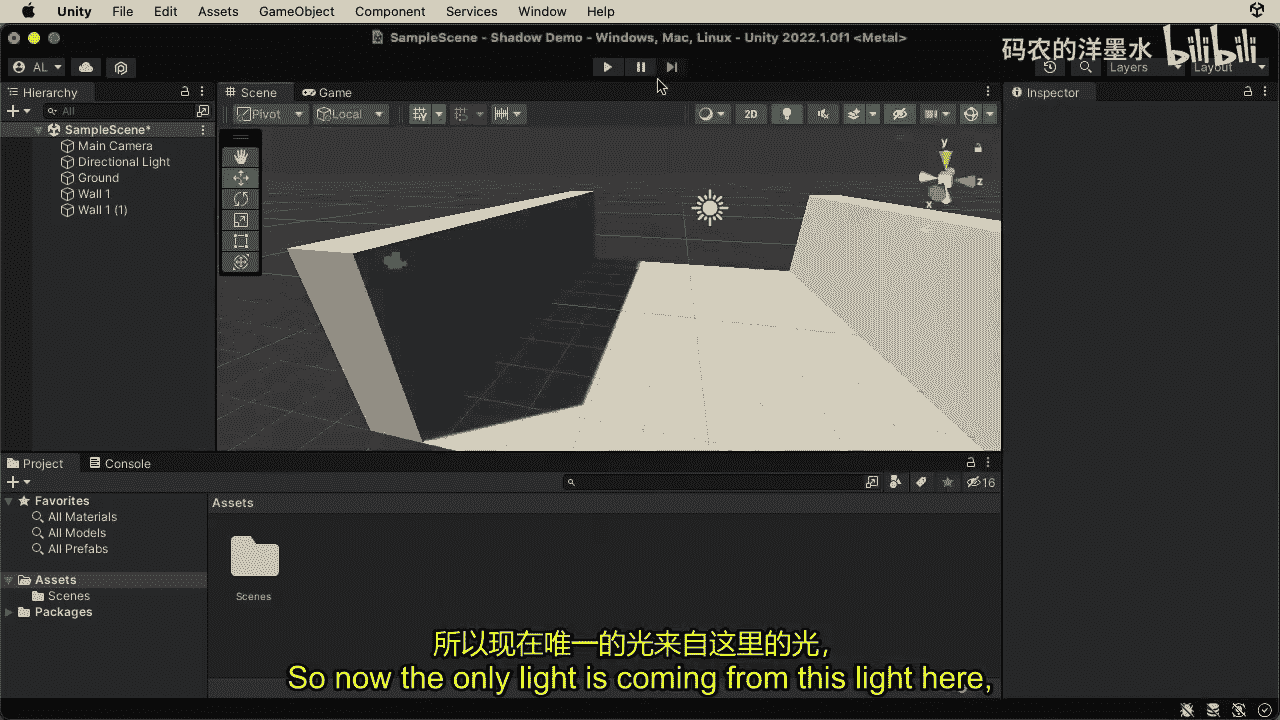 Unity File Edit Assets GameObject Component Services Window Help
SampleScene - Shadow Demo - Windows, Mac, Linux - Unity 2022.1.0f1 <Metal>
码农的洋墨水 bilibili
AL Layers Layout
Hierarchy Scene Game Inspector
All Pivot Local 2D
SampleScene*
Main Camera
Directional Light
Ground
Wall 1
Wall 1 (1)
y
z
x
Project Console
16
Favorites Assets
All Materials
All Models
All Prefabs
Assets
Scenes
Packages
Scenes
所以现在唯一的光来自这里的光，
So now the only light is coming from this light here,